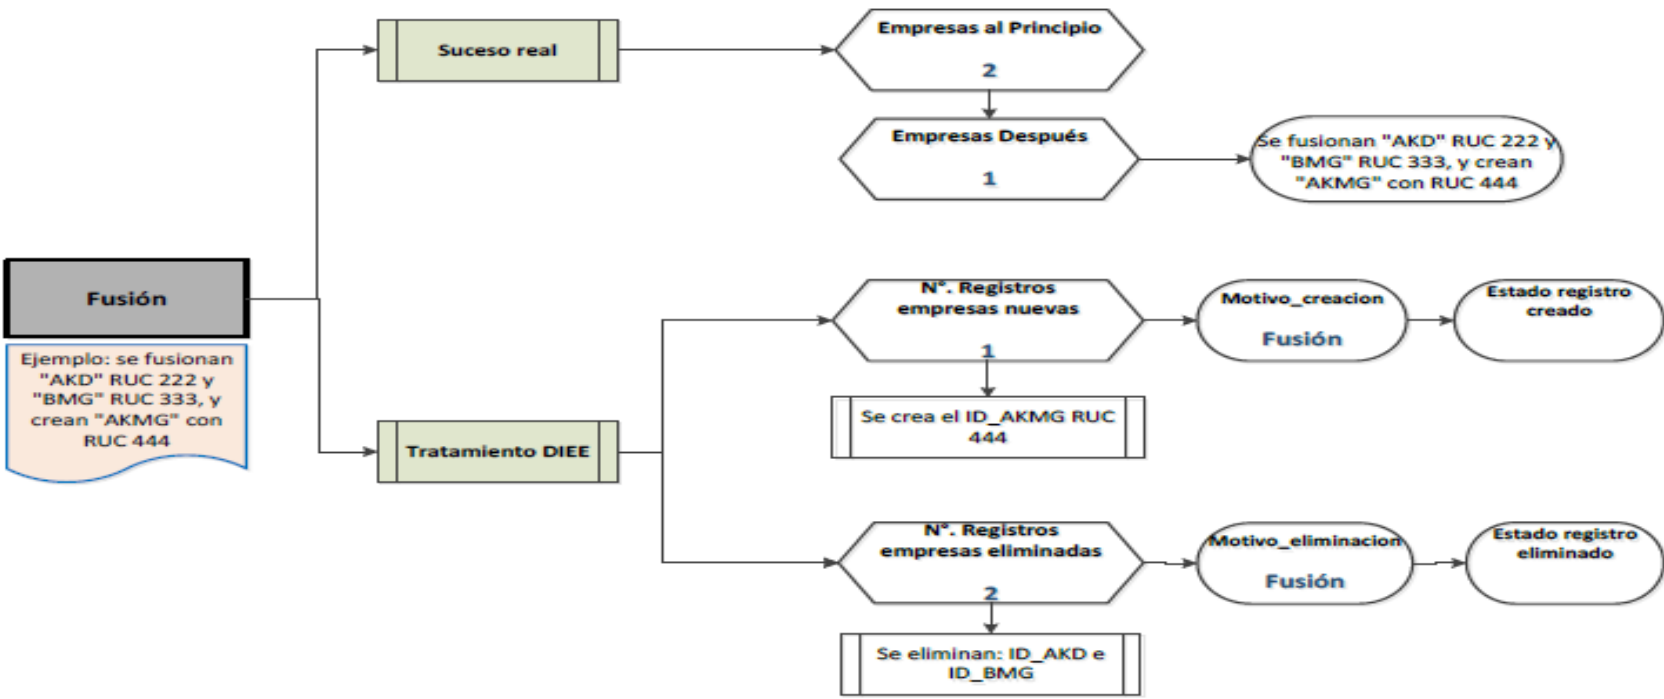 Suceso real
Empresas al Principio
2
Empresas Después
1
Se fusionan "AKD" RUC 222 y
"BMG" RUC 333, y crean
"AKMG" con RUC 444
Fusión
Ejemplo: se fusionan
"AKD" RUC 222 y
"BMG" RUC 333, y
crean "AKMG" con
RUC 444
Tratamiento DIEE
N°. Registros
empresas nuevas
1
Se crea el ID_AKMG RUC
444
Motivo_creacion
Fusión
Estado registro
creado
N°. Registros
empresas eliminadas
2
Se eliminan: ID_AKD e
ID_BMG
Motivo_eliminacion
Fusión
Estado registro
eliminado